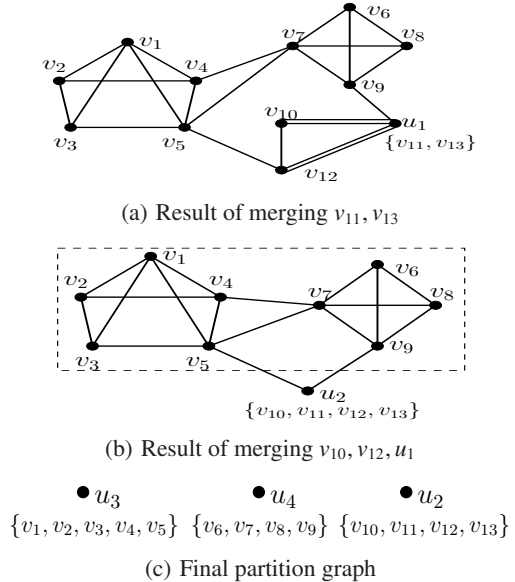 v6
v1
v7
v8
v2
v4
v9
v10
u1
{v11, v13}
v3
v5
v12
(a) Result of merging v11, v13
v1
v6
v2
v4
v7
v8
v3
v5
v9
u2
{v10, v11, v12, v13}
(b) Result of merging v10, v12, u1
u3 u4 u2
{v1, v2, v3, v4, v5} {v6, v7, v8, v9} {v10, v11, v12, v13}
(c) Final partition graph